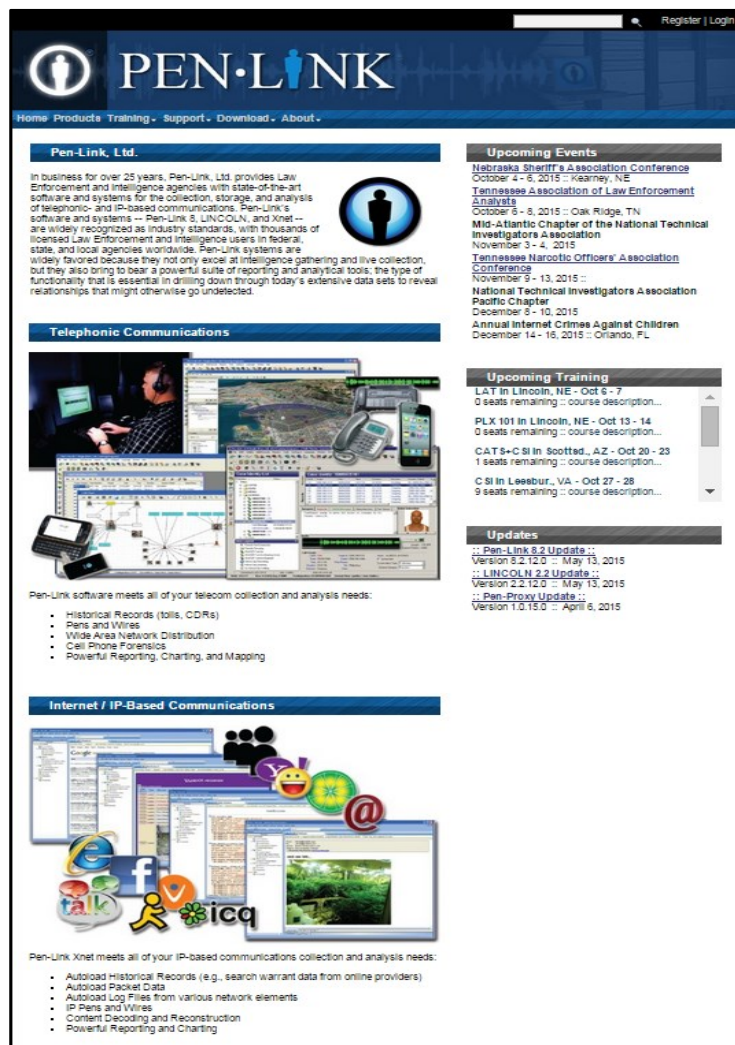 Register | Login
PEN·LINK
Home Products Training Support Download About
Pen-Link, Ltd.
In business for over 25 years, Pen-Link, Ltd. provides Law
Enforcement and Intelligence agencies with state-of-the-art
software and systems for the collection, storage, and analysis
of telephonic- and IP-based communications. Pen-Link's
software and systems -- Pen-Link 8, LINCOLN, and Xnet --
are widely recognized as industry standards, with thousands of
licensed Law Enforcement and Intelligence users in federal,
state, and local agencies worldwide. Pen-Link systems are
widely favored because they not only excel at intelligence gathering and live collection,
but they also bring to bear a powerful suite of reporting and analytical tools; the type of
functionality that is essential in drilling down through today's extensive data sets to reveal
relationships that might otherwise go undetected.
Telephonic Communications
Pen-Link software meets all of your telecom collection and analysis needs:
• Historical Records (tolls, CDRs)
• Pens and Wires
• Wide Area Network Distribution
• Cell Phone Forensics
• Powerful Reporting, Charting, and Mapping
Internet / IP-Based Communications
Y!
@
e
f
talk
icq
Pen-Link Xnet meets all of your IP-based communications collection and analysis needs:
• Autoload Historical Records (e.g., search warrant data from online providers)
• Autoload Packet Data
• Autoload Log Files from various network elements
• IP Pens and Wires
• Content Decoding and Reconstruction
• Powerful Reporting and Charting
Upcoming Events
Nebraska Sheriff's Association Conference
October 4 - 6, 2015 :: Kearney, NE
Tennessee Association of Law Enforcement
Analysts
October 6 - 8, 2015 :: Oak Ridge, TN
Mid-Atlantic Chapter of the National Technical
Investigators Association
November 3 - 4, 2015
Tennessee Narcotic Officers' Association
Conference
November 9 - 13, 2015 ::
National Technical Investigators Association
Pacific Chapter
December 8 - 10, 2015
Annual Internet Crimes Against Children
December 14 - 16, 2015 :: Orlando, FL
Upcoming Training
LAT in Lincoln, NE - Oct 6 - 7
0 seats remaining :: course description...
PLX 101 in Lincoln, NE - Oct 13 - 14
0 seats remaining :: course description...
CATS+CSI in Scottsd., AZ - Oct 20 - 23
1 seats remaining :: course description...
CSI in Leesbur., VA - Oct 27 - 28
9 seats remaining :: course description...
Updates
:: Pen-Link 8.2 Update ::
Version 8.2.12.0 :: May 13, 2015
:: LINCOLN 2.2 Update ::
Version 2.2.12.0 :: May 13, 2015
:: Pen-Proxy Update ::
Version 1.0.15.0 :: April 6, 2015